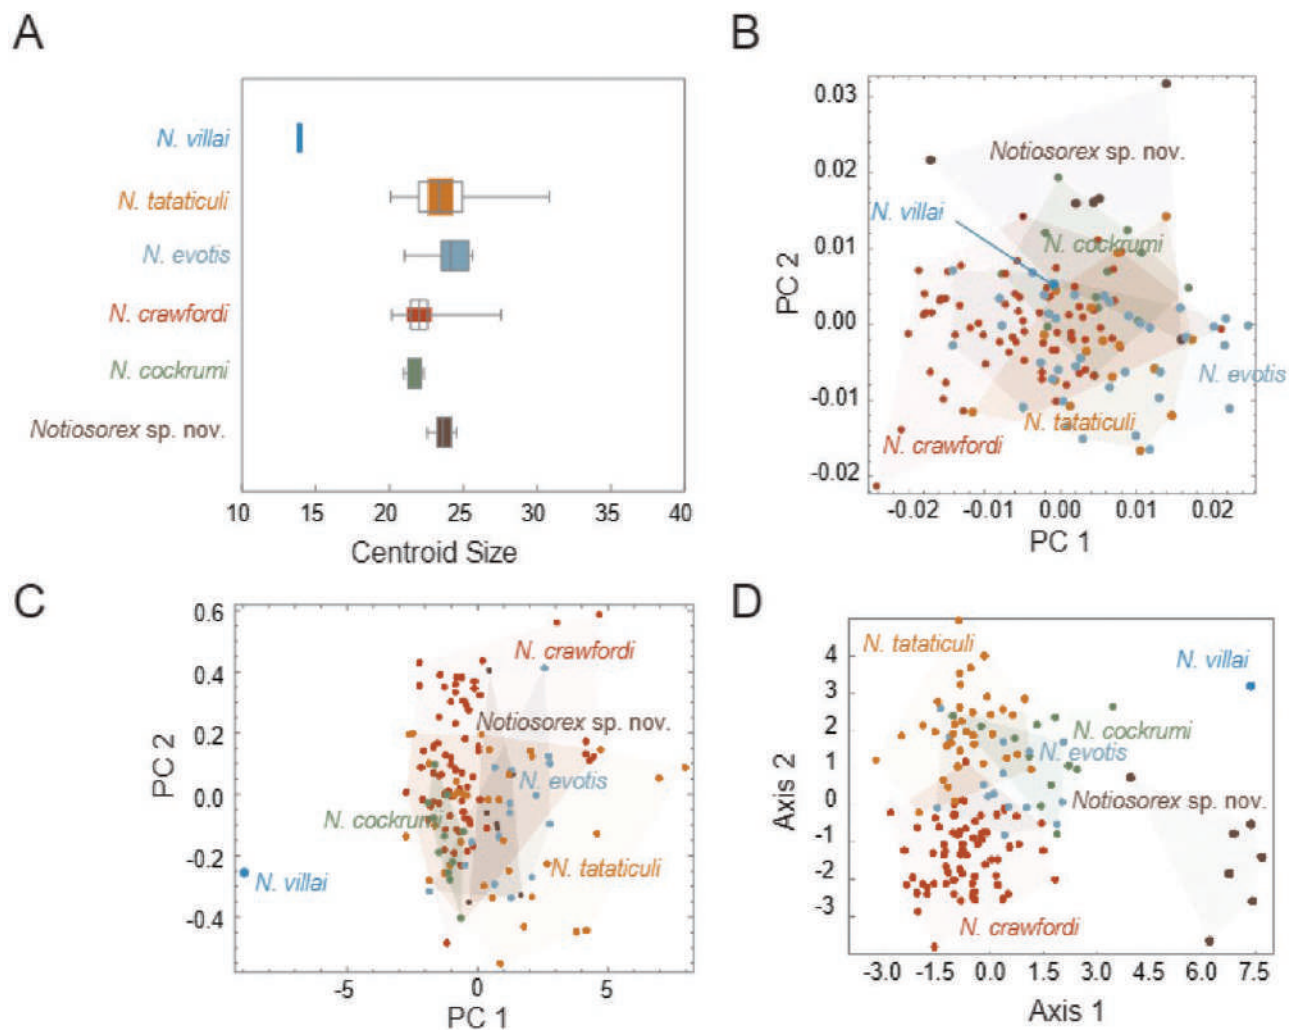 A
N. villai
N. tataticuli
N. evotis
N. crawfordi
N. cockrumi
Notiosorex sp. nov.
10 15 20 25 30 35 40
Centroid Size
B
0.03
0.02
0.01
0.00
-0.01
-0.02
PC 2
Notiosorex sp. nov.
N. villai
N. cockrumi
N. evotis
N. tataticuli
N. crawfordi
-0.02 -0.01 0.00 0.01 0.02
PC 1
C
0.6
0.4
0.2
0.0
-0.2
-0.4
PC 2
N. crawfordi
Notiosorex sp. nov.
N. evotis
N. cockrumi
N. tataticuli
N. villai
-5 0 5
PC 1
D
4
3
2
1
0
-1
-2
-3
Axis 2
N. tataticuli
N. villai
N. cockrumi
N. evotis
Notiosorex sp. nov.
N. crawfordi
-3.0 -1.5 0.0 1.5 3.0 4.5 6.0 7.5
Axis 1